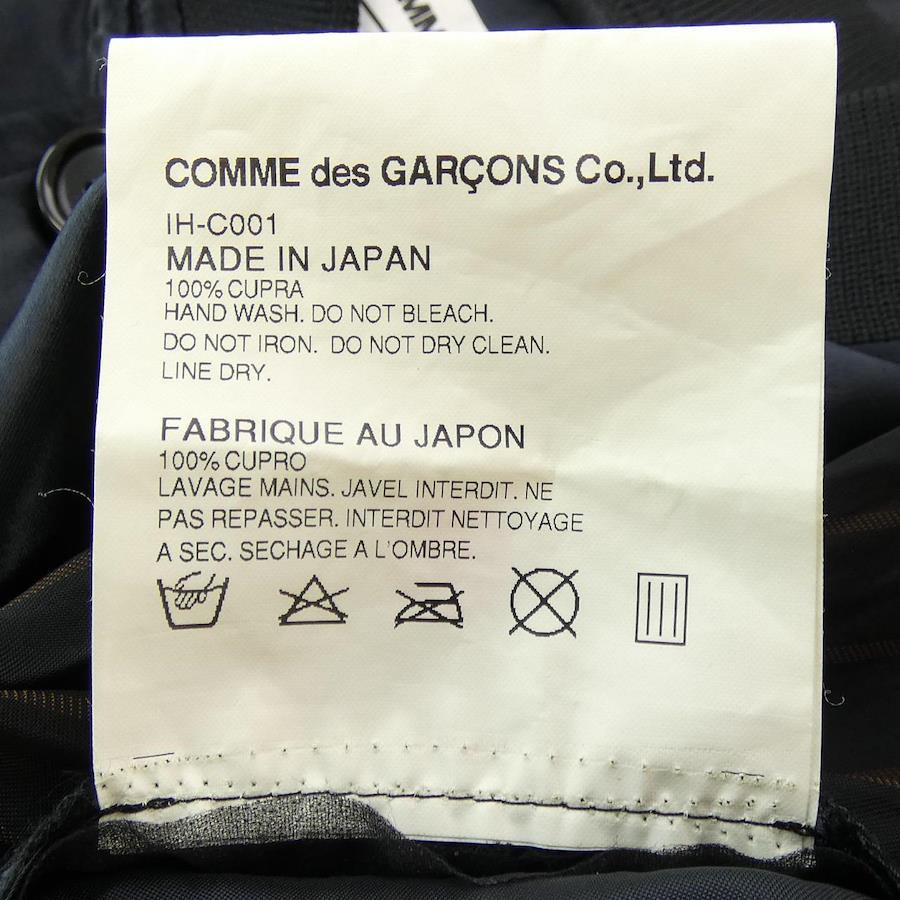 COMME des GARÇONS Co.,Ltd.
IH-C001
MADE IN JAPAN
100% CUPRA
HAND WASH. DO NOT BLEACH.
DO NOT IRON. DO NOT DRY CLEAN.
LINE DRY.
FABRIQUE AU JAPON
100% CUPRO
LAVAGE MAINS. JAVEL INTERDIT. NE
PAS REPASSER. INTERDIT NETTOYAGE
A SEC. SECHAGE A L'OMBRE.